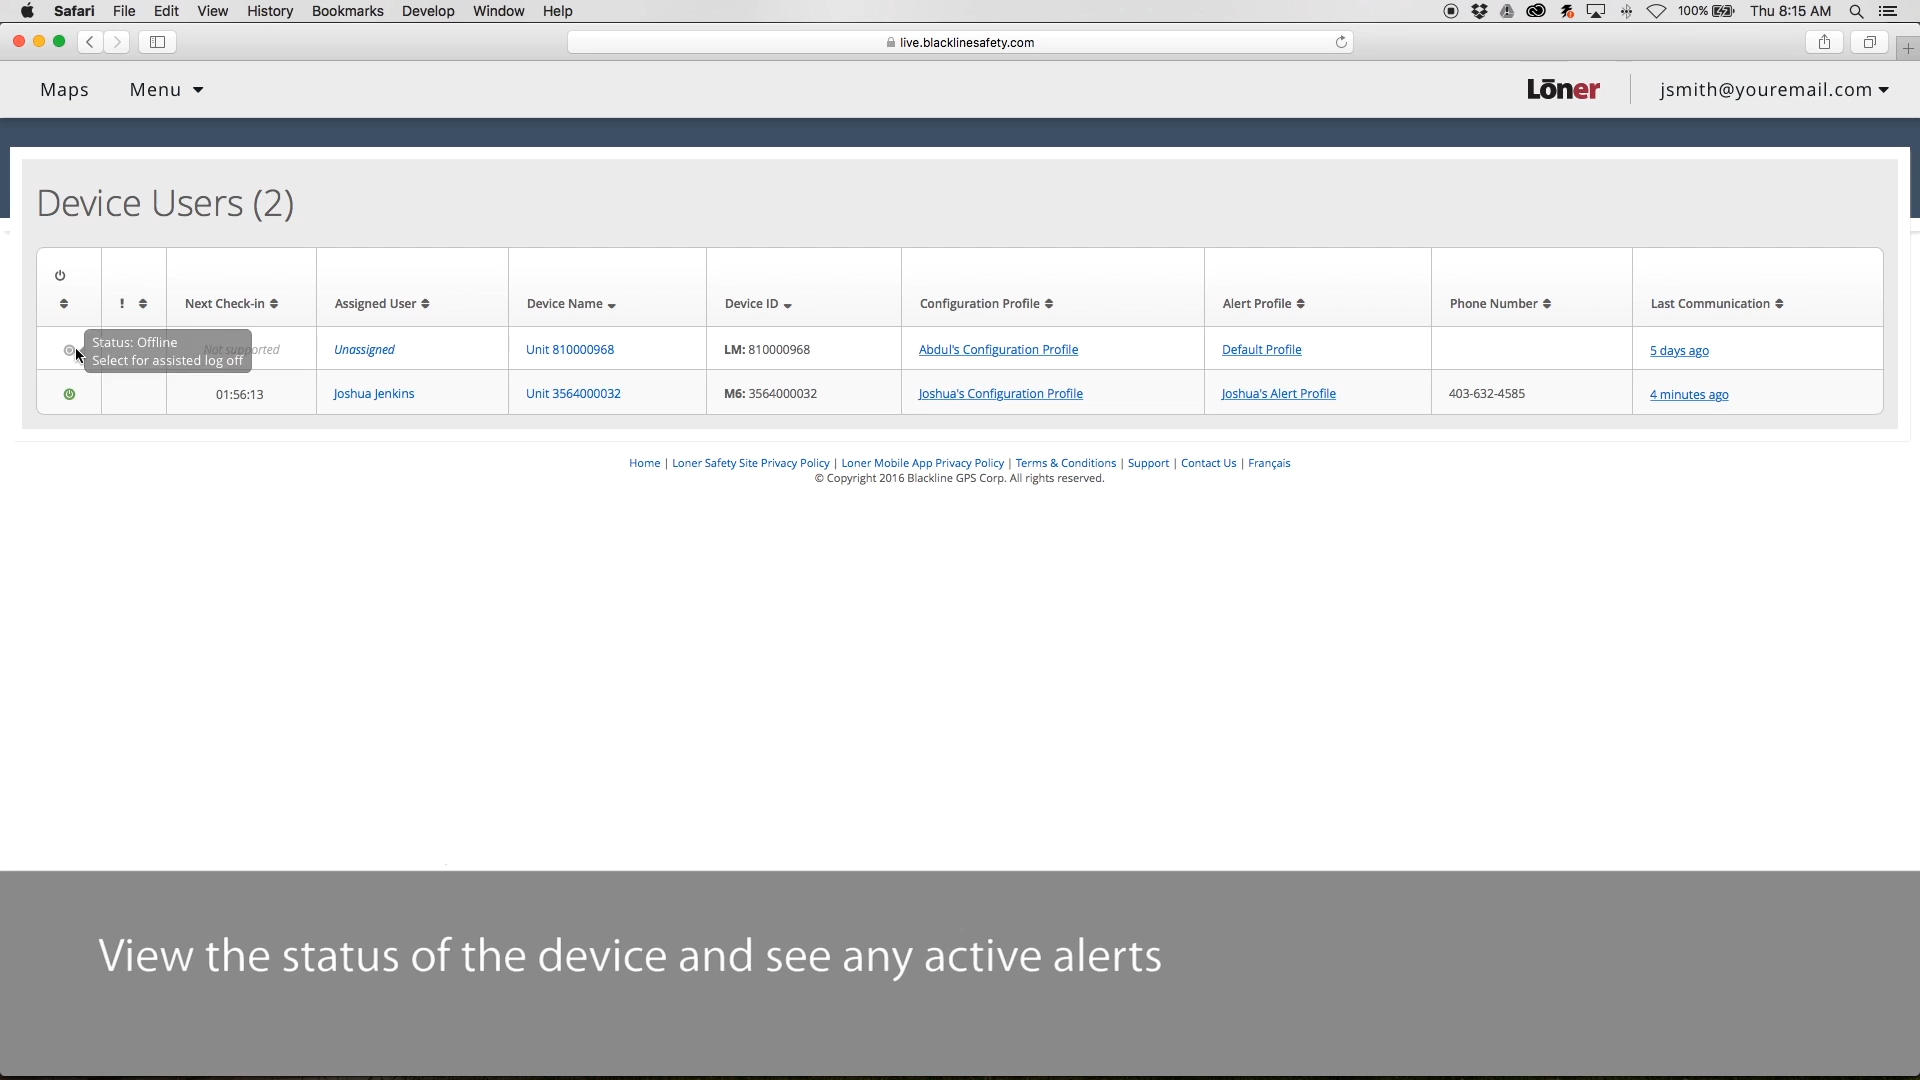 Safari File Edit View History Bookmarks Develop Window Help 100% Thu 8:15 AM
live.blacklinesafety.com
Maps Menu Lōner jsmith@youremail.com
Device Users (2)
! Next Check-in Assigned User Device Name Device ID Configuration Profile Alert Profile Phone Number Last Communication
Status: Offline
Select for assisted log off
Not supported Unassigned Unit 810000968 LM: 810000968 Abdul's Configuration Profile Default Profile 5 days ago
01:56:13 Joshua Jenkins Unit 3564000032 M6: 3564000032 Joshua's Configuration Profile Joshua's Alert Profile 403-632-4585 4 minutes ago
Home | Loner Safety Site Privacy Policy | Loner Mobile App Privacy Policy | Terms & Conditions | Support | Contact Us | Français
© Copyright 2016 Blackline GPS Corp. All rights reserved.
View the status of the device and see any active alerts